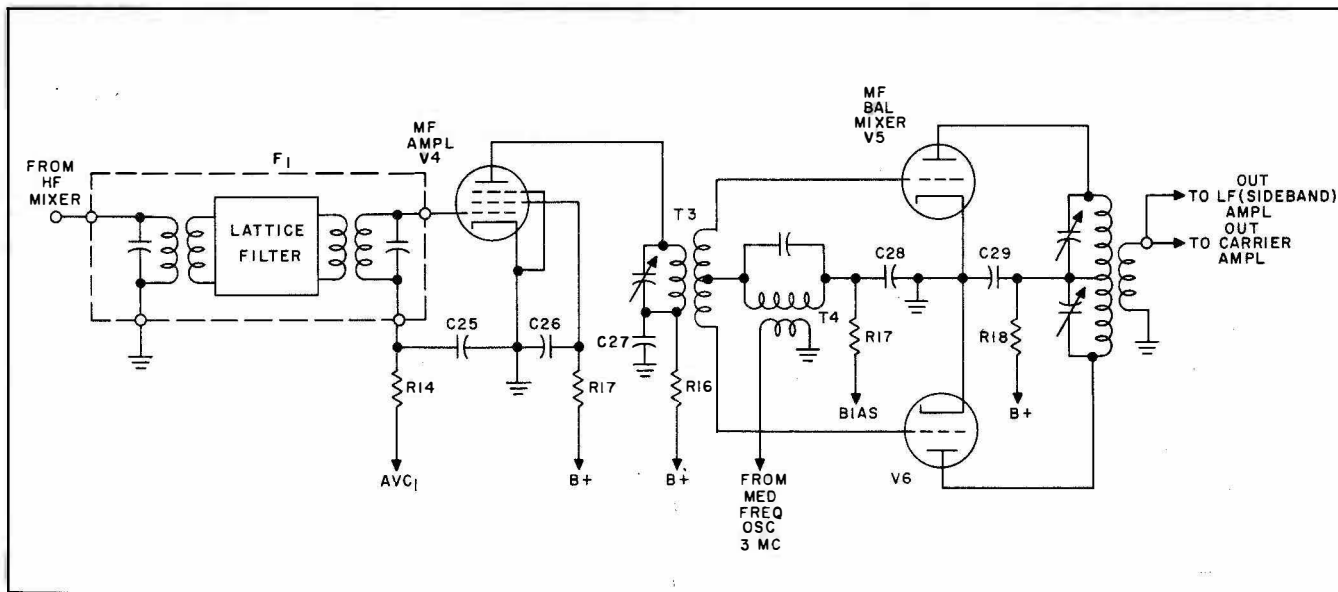 FROM
HF
MIXER
F1
LATTICE
FILTER
MF
AMPL
V4
C25
C26
R14
AVC1
R17
B+
C27
R16
B+
T3
T4
FROM
MED
FREQ
OSC
3 MC
C28
R17
BIAS
MF
BAL
MIXER
V5
C29
R18
B+
V6
OUT
TO LF(SIDEBAND)
AMPL
OUT
TO CARRIER
AMPL